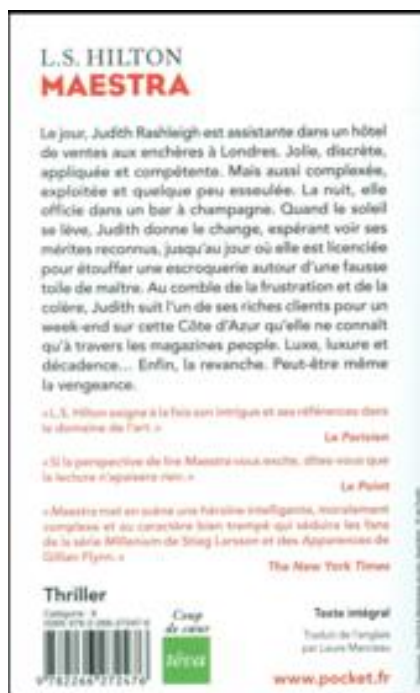 L.S. HILTON
MAESTRA
Le jour, Judith Rashleigh est assistante dans un hôtel
de ventes aux enchères à Londres. Jolie, discrète,
appliquée et compétente. Mais aussi complexée,
exploitée et quelque peu esseulée. La nuit, elle
officie dans un bar à champagne. Quand le soleil
se lève, Judith donne le change, espérant voir ses
mérites reconnus, jusqu'au jour où elle est licenciée
pour étouffer une escroquerie autour d'une fausse
toile de maître. Au comble de la frustration et de la
colère, Judith suit l'un de ses riches clients pour un
week-end sur cette Côte d'Azur qu'elle ne connaît
qu'à travers les magazines people. Luxe, luxure et
décadence... Enfin, la revanche. Peut-être même
la vengeance.
« L.S. Hilton soigne à la fois son intrigue et ses références dans
le domaine de l'art. »
Le Parisien
« Si la perspective de lire Maestra vous excite, dites-vous que
la lecture n'apaisera rien. »
Le Point
« Maestra met en scène une héroïne intelligente, moralement
complexe et au caractère bien trempé qui séduira les fans
de la série Millenium de Stieg Larsson et des Apparences de
Gillian Flynn. »
The New York Times
Thriller
Texte intégral
Coup
de cœur
téva
Traduit de l'anglais
par Laure Manceau
9 782266 272476
www.pocket.fr